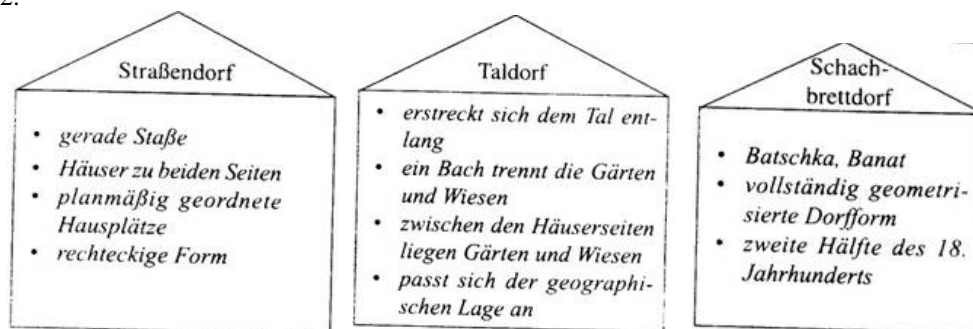 2.
Straßendorf
• gerade Staße
• Häuser zu beiden Seiten
• planmäßig geordnete
Hausplätze
• rechteckige Form
Taldorf
• erstreckt sich dem Tal ent-
lang
• ein Bach trennt die Gärten
und Wiesen
• zwischen den Häuserseiten
liegen Gärten und Wiesen
• passt sich der geographi-
schen Lage an
Schach-
brettdorf
• Batschka, Banat
• vollständig geometri-
sierte Dorfform
• zweite Hälfte des 18.
Jahrhunderts